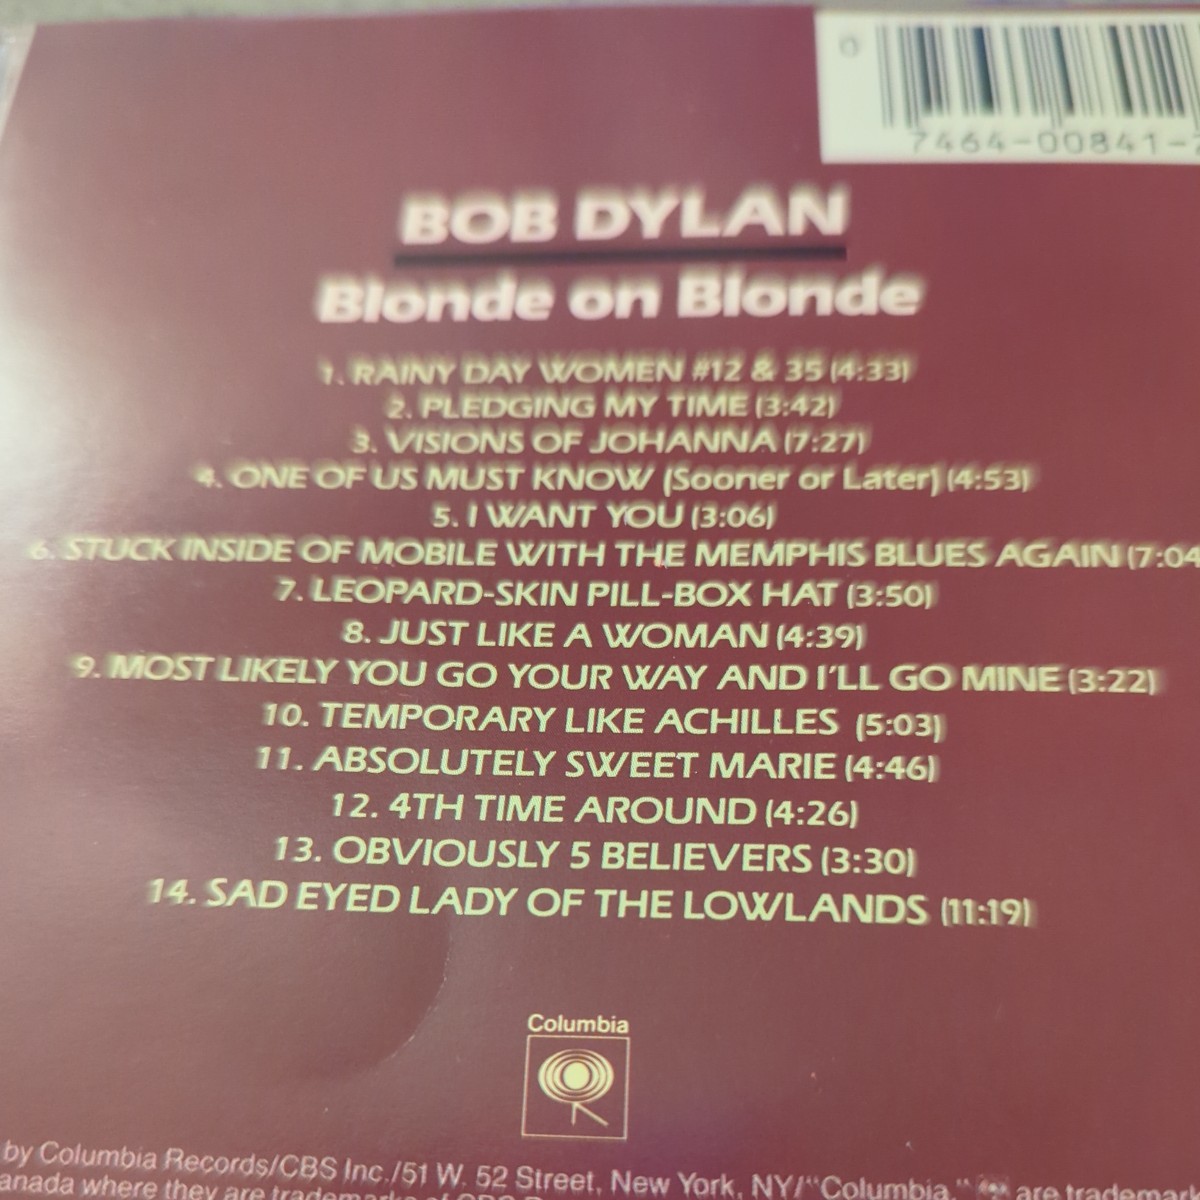 0
7464-00841-2
BOB DYLAN
Blonde on Blonde
1. RAINY DAY WOMEN #12 & 35 (4:33)
2. PLEDGING MY TIME (3:42)
3. VISIONS OF JOHANNA (7:27)
4. ONE OF US MUST KNOW (Sooner or Later) (4:53)
5. I WANT YOU (3:06)
6. STUCK INSIDE OF MOBILE WITH THE MEMPHIS BLUES AGAIN (7:04
7. LEOPARD-SKIN PILL-BOX HAT (3:50)
8. JUST LIKE A WOMAN (4:39)
9. MOST LIKELY YOU GO YOUR WAY AND I'LL GO MINE (3:22)
10. TEMPORARY LIKE ACHILLES (5:03)
11. ABSOLUTELY SWEET MARIE (4:46)
12. 4TH TIME AROUND (4:26)
13. OBVIOUSLY 5 BELIEVERS (3:30)
14. SAD EYED LADY OF THE LOWLANDS (11:19)
Columbia
by Columbia Records/CBS Inc./51 W. 52 Street, New York, NY/"Columbia," are trademar
anada where they are trademarks of CBS